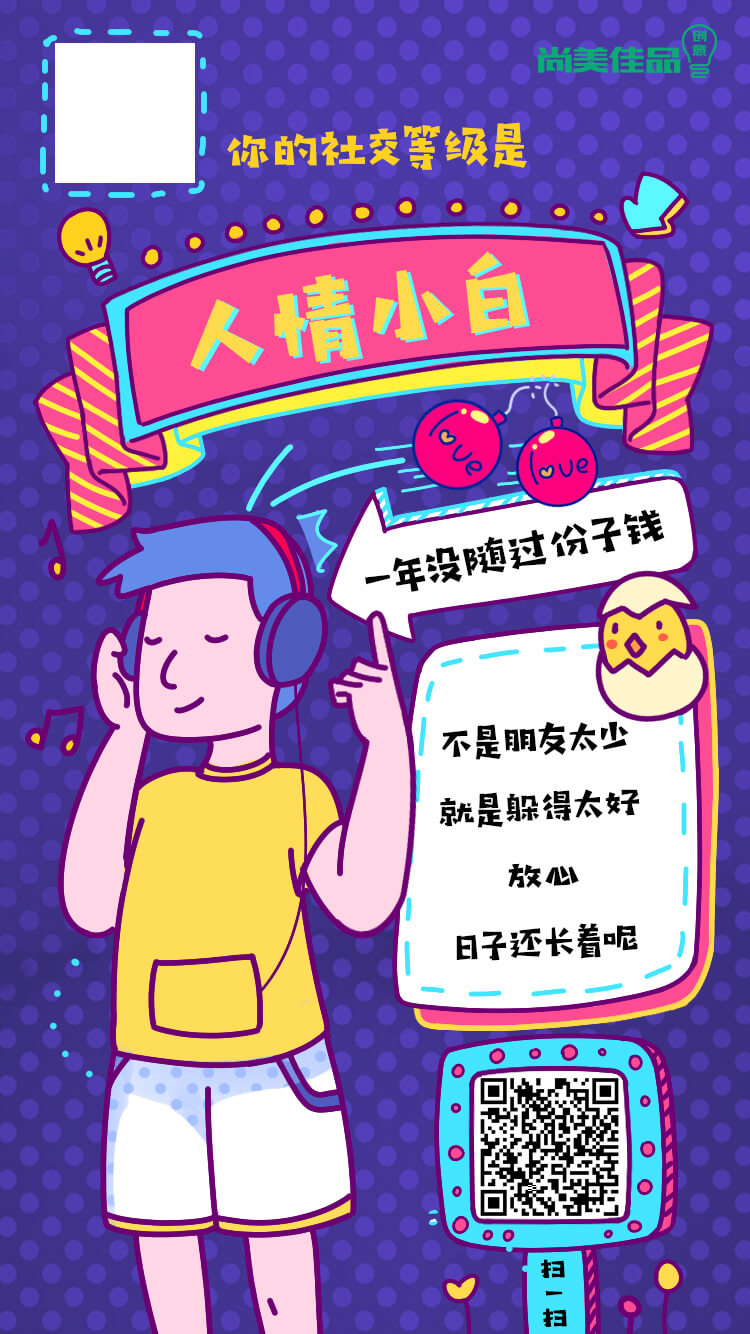 尚美佳品
创意
你的社交等级是
人情小白
love
love
一年没随过份子钱
不是朋友太少
就是躲得太好
放心
日子还长着呢
扫一扫